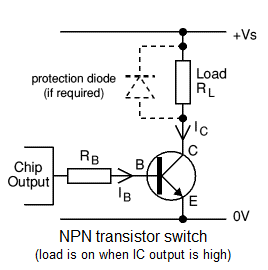 +Vs
protection diode
(if required)
Load
RL
IC
C
Chip
Output
RB
B
IB
E
0V
NPN transistor switch
(load is on when IC output is high)